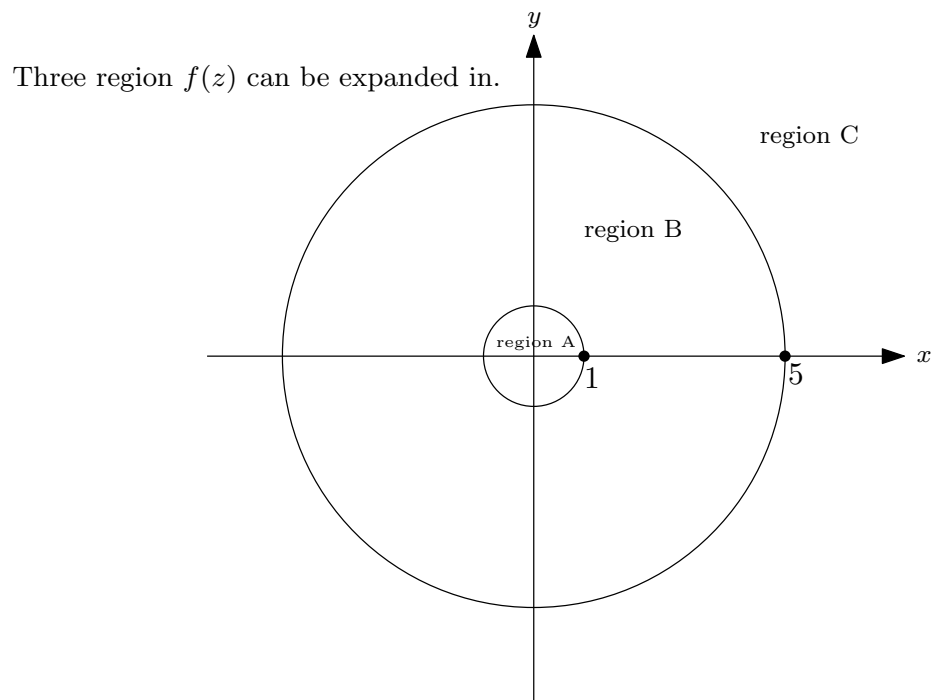 y
Three region f(z) can be expanded in.
region C
region B
region A
x
1
5